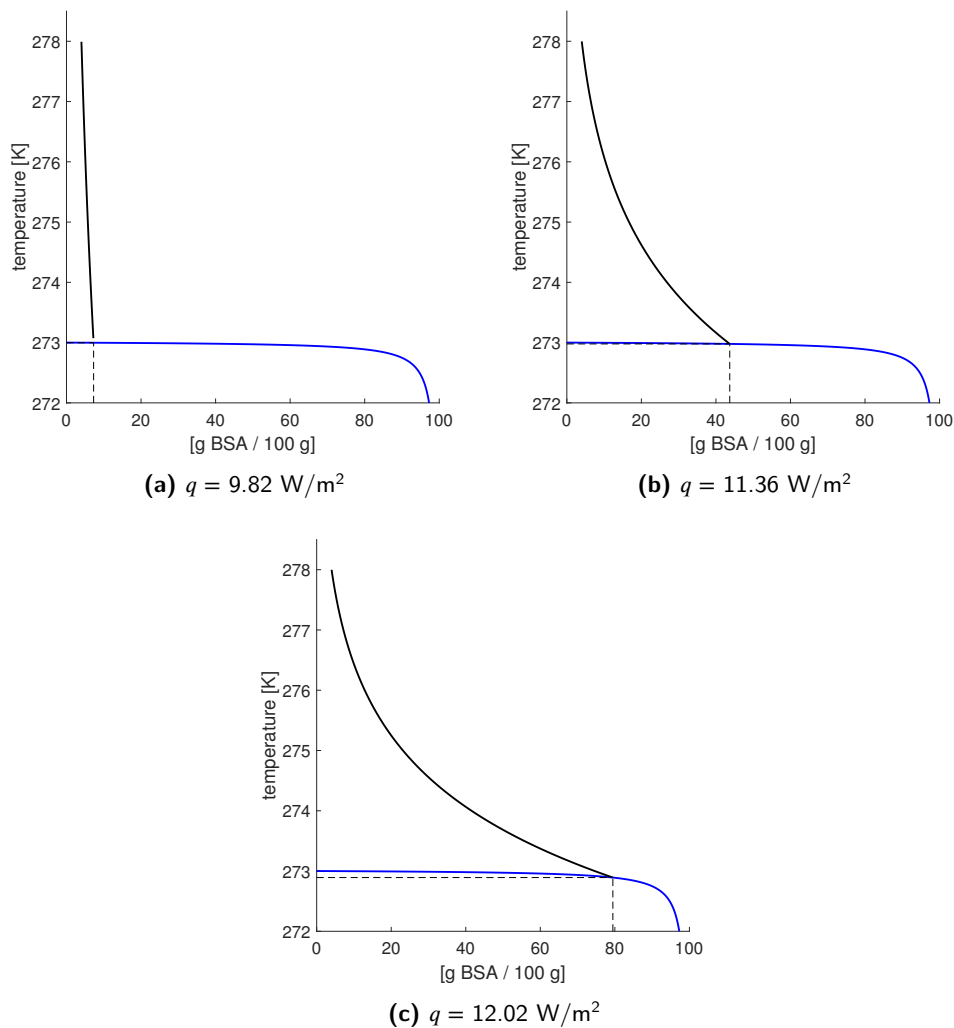 278
277
276
275
274
273
272
temperature [K]
0 20 40 60 80 100
[g BSA / 100 g]
(a) q = 9.82 W/m²
278
277
276
275
274
273
272
temperature [K]
0 20 40 60 80 100
[g BSA / 100 g]
(b) q = 11.36 W/m²
278
277
276
275
274
273
272
temperature [K]
0 20 40 60 80 100
[g BSA / 100 g]
(c) q = 12.02 W/m²